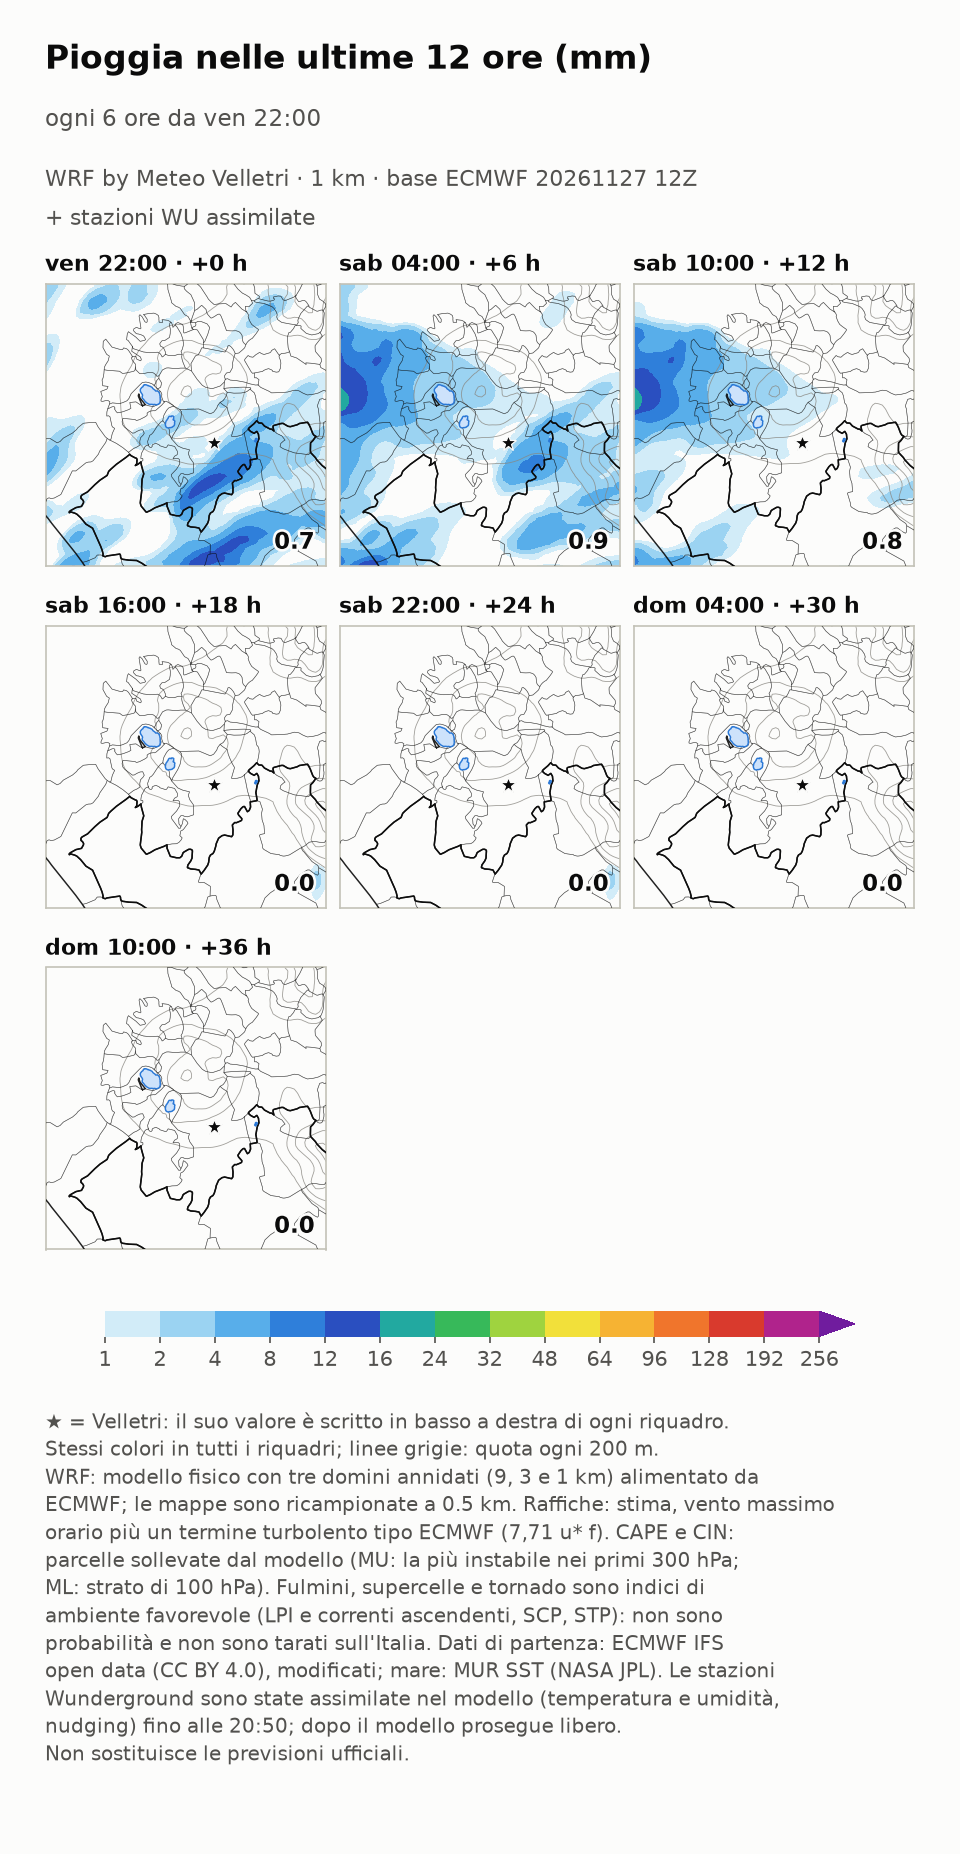 Pioggia nelle ultime 12 ore (mm)
ogni 6 ore da ven 22:00
WRF by Meteo Velletri · 1 km · base ECMWF 20261127 12Z
+ stazioni WU assimilate
ven 22:00 · +0 h
sab 04:00 · +6 h
sab 10:00 · +12 h
0.7
0.9
0.8
sab 16:00 · +18 h
sab 22:00 · +24 h
dom 04:00 · +30 h
0.0
0.0
0.0
dom 10:00 · +36 h
0.0
1 2 4 8 12 16 24 32 48 64 96 128 192 256
★ = Velletri: il suo valore è scritto in basso a destra di ogni riquadro.
Stessi colori in tutti i riquadri; linee grigie: quota ogni 200 m.
WRF: modello fisico con tre domini annidati (9, 3 e 1 km) alimentato da
ECMWF; le mappe sono ricampionate a 0.5 km. Raffiche: stima, vento massimo
orario più un termine turbolento tipo ECMWF (7,71 u* f). CAPE e CIN:
parcelle sollevate dal modello (MU: la più instabile nei primi 300 hPa;
ML: strato di 100 hPa). Fulmini, supercelle e tornado sono indici di
ambiente favorevole (LPI e correnti ascendenti, SCP, STP): non sono
probabilità e non sono tarati sull'Italia. Dati di partenza: ECMWF IFS
open data (CC BY 4.0), modificati; mare: MUR SST (NASA JPL). Le stazioni
Wunderground sono state assimilate nel modello (temperatura e umidità,
nudging) fino alle 20:50; dopo il modello prosegue libero.
Non sostituisce le previsioni ufficiali.